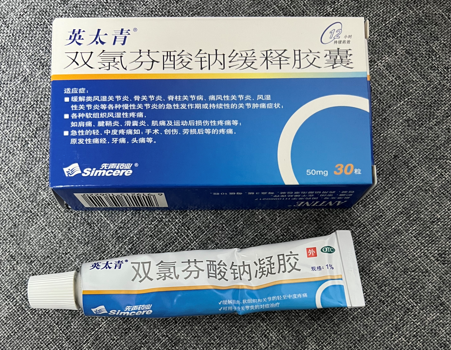 英太青®
12小时
双氯芬酸钠缓释胶囊
适应症：
■ 缓解类风湿关节炎、骨关节炎、脊柱关节病、痛风性关节炎、风湿
性关节炎等各种慢性关节炎的急性发作期或持续性的关节肿痛症状；
■ 各种软组织风湿性疼痛，
如肩痛、腱鞘炎、滑囊炎、肌痛及运动后损伤性疼痛等；
■ 急性的轻、中度疼痛如：手术、创伤、劳损后等的疼痛，
原发性痛经，牙痛，头痛等。
先声药业
Simcere
50mg 30粒
英太青®
双氯芬酸钠凝胶
外
OTC
规格：1%
先声药业
Simcere